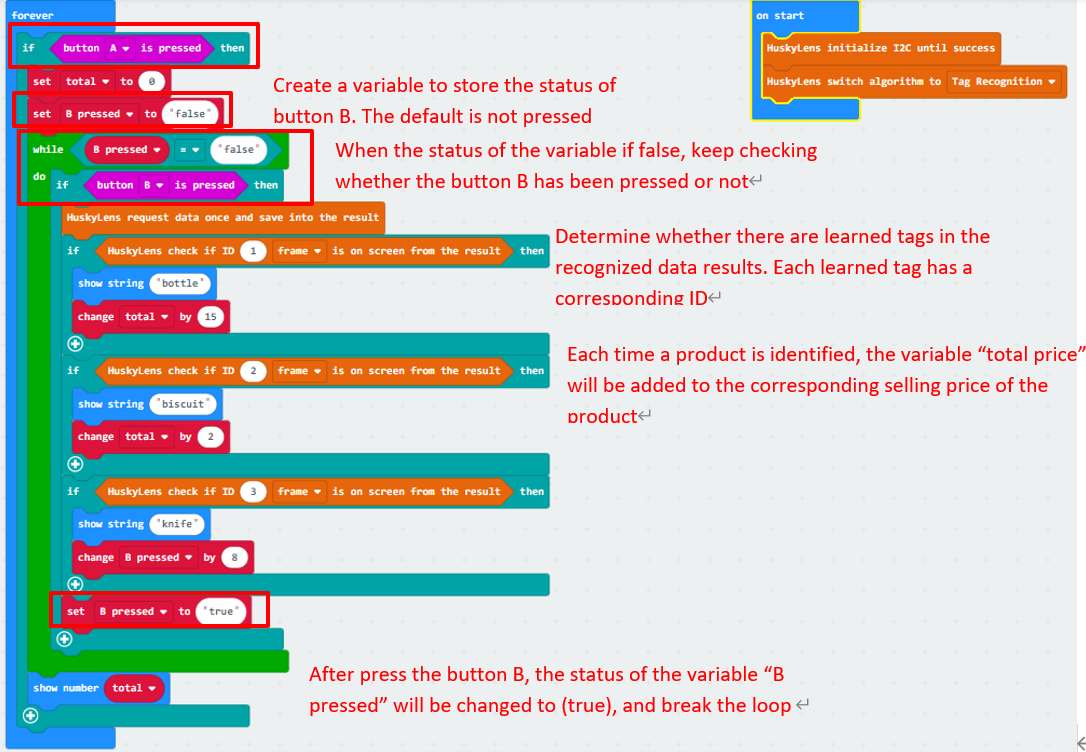 forever
on start
if button A is pressed then
HuskyLens initialize I2C until success
set total to 0
HuskyLens switch algorithm to Tag Recognition
Create a variable to store the status of
button B. The default is not pressed
set B pressed to "false"
while B pressed = "false"
When the status of the variable if false, keep checking
whether the button B has been pressed or not
do if button B is pressed then
HuskyLens request data once and save into the result
if HuskyLens check if ID 1 frame is on screen from the result then
Determine whether there are learned tags in the
recognized data results. Each learned tag has a
corresponding ID
show string "bottle"
change total by 15
if HuskyLens check if ID 2 frame is on screen from the result then
Each time a product is identified, the variable “total price”
will be added to the corresponding selling price of the
product
show string "biscuit"
change total by 2
if HuskyLens check if ID 3 frame is on screen from the result then
show string "knife"
change B pressed by 8
set B pressed to "true"
After press the button B, the status of the variable “B
pressed” will be changed to (true), and break the loop
show number total